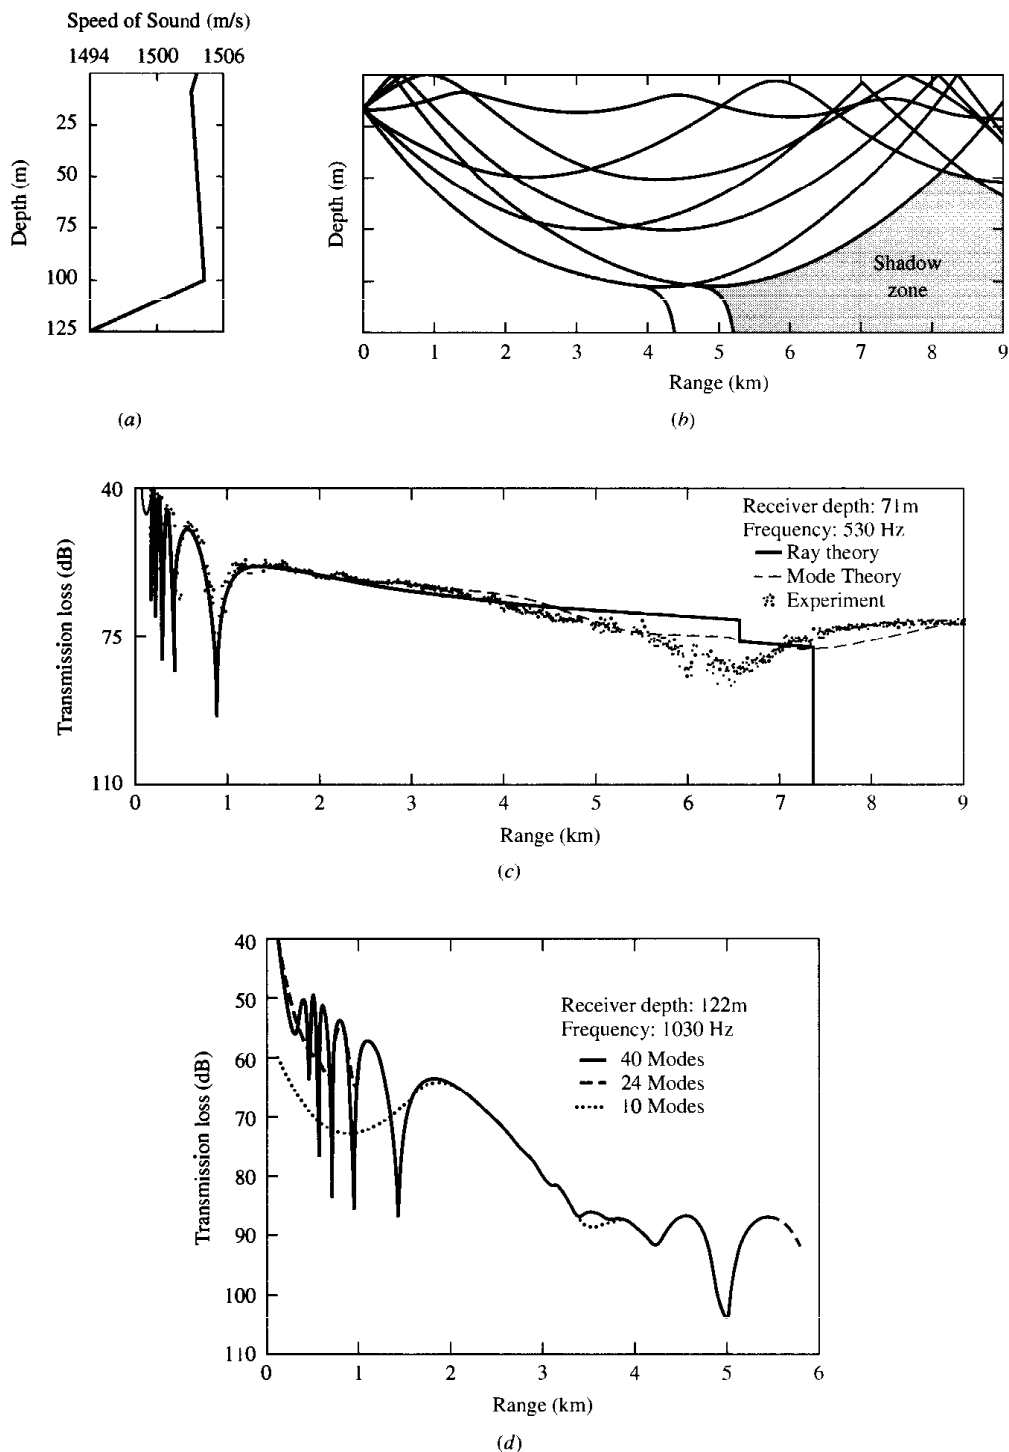 Speed of Sound (m/s)
1494 1500 1506
25
50
75
100
125
Depth (m)
(a)
Depth (m)
Shadow
zone
0 1 2 3 4 5 6 7 8 9
Range (km)
(b)
40
75
110
Transmission loss (dB)
Receiver depth: 71m
Frequency: 530 Hz
Ray theory
Mode Theory
Experiment
0 1 2 3 4 5 6 7 8 9
Range (km)
(c)
40
50
60
70
80
90
100
110
Transmission loss (dB)
Receiver depth: 122m
Frequency: 1030 Hz
40 Modes
24 Modes
10 Modes
0 1 2 3 4 5 6
Range (km)
(d)